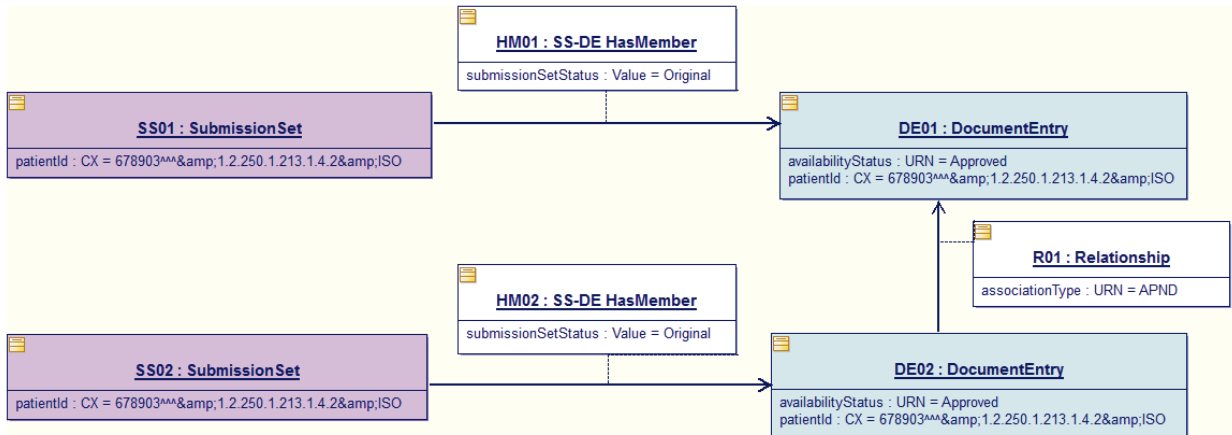 HM01 : SS-DE HasMember
submissionSetStatus : Value = Original
SS01 : SubmissionSet
patientId : CX = 678903^^^&amp;1.2.250.1.213.1.4.2&amp;ISO
DE01 : DocumentEntry
availabilityStatus : URN = Approved
patientId : CX = 678903^^^&amp;1.2.250.1.213.1.4.2&amp;ISO
R01 : Relationship
associationType : URN = APND
HM02 : SS-DE HasMember
submissionSetStatus : Value = Original
SS02 : SubmissionSet
patientId : CX = 678903^^^&amp;1.2.250.1.213.1.4.2&amp;ISO
DE02 : DocumentEntry
availabilityStatus : URN = Approved
patientId : CX = 678903^^^&amp;1.2.250.1.213.1.4.2&amp;ISO